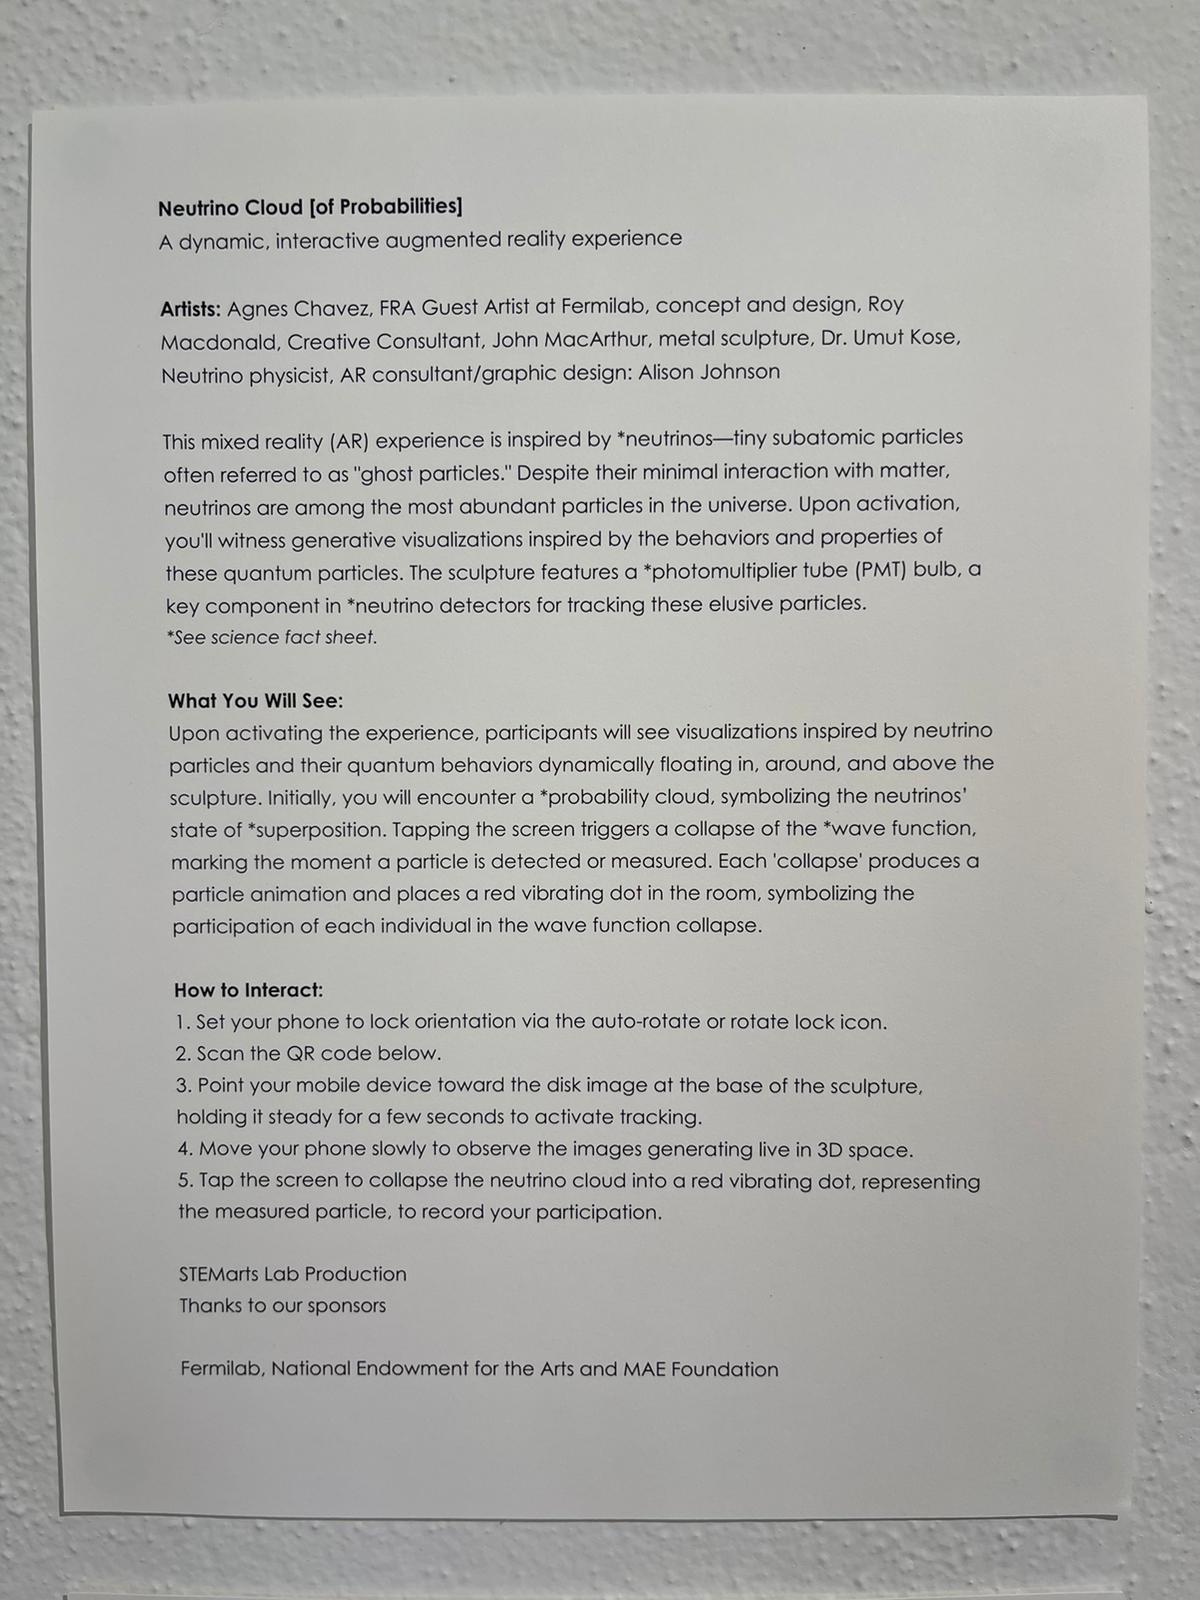 Neutrino Cloud [of Probabilities]
A dynamic, interactive augmented reality experience
Artists: Agnes Chavez, FRA Guest Artist at Fermilab, concept and design, Roy
Macdonald, Creative Consultant, John MacArthur, metal sculpture, Dr. Umut Kose,
Neutrino physicist, AR consultant/graphic design: Alison Johnson
This mixed reality (AR) experience is inspired by *neutrinos—tiny subatomic particles
often referred to as "ghost particles." Despite their minimal interaction with matter,
neutrinos are among the most abundant particles in the universe. Upon activation,
you'll witness generative visualizations inspired by the behaviors and properties of
these quantum particles. The sculpture features a *photomultiplier tube (PMT) bulb, a
key component in *neutrino detectors for tracking these elusive particles.
*See science fact sheet.
What You Will See:
Upon activating the experience, participants will see visualizations inspired by neutrino
particles and their quantum behaviors dynamically floating in, around, and above the
sculpture. Initially, you will encounter a *probability cloud, symbolizing the neutrinos'
state of *superposition. Tapping the screen triggers a collapse of the *wave function,
marking the moment a particle is detected or measured. Each 'collapse' produces a
particle animation and places a red vibrating dot in the room, symbolizing the
participation of each individual in the wave function collapse.
How to Interact:
1. Set your phone to lock orientation via the auto-rotate or rotate lock icon.
2. Scan the QR code below.
3. Point your mobile device toward the disk image at the base of the sculpture,
holding it steady for a few seconds to activate tracking.
4. Move your phone slowly to observe the images generating live in 3D space.
5. Tap the screen to collapse the neutrino cloud into a red vibrating dot, representing
the measured particle, to record your participation.
STEMarts Lab Production
Thanks to our sponsors
Fermilab, National Endowment for the Arts and MAE Foundation